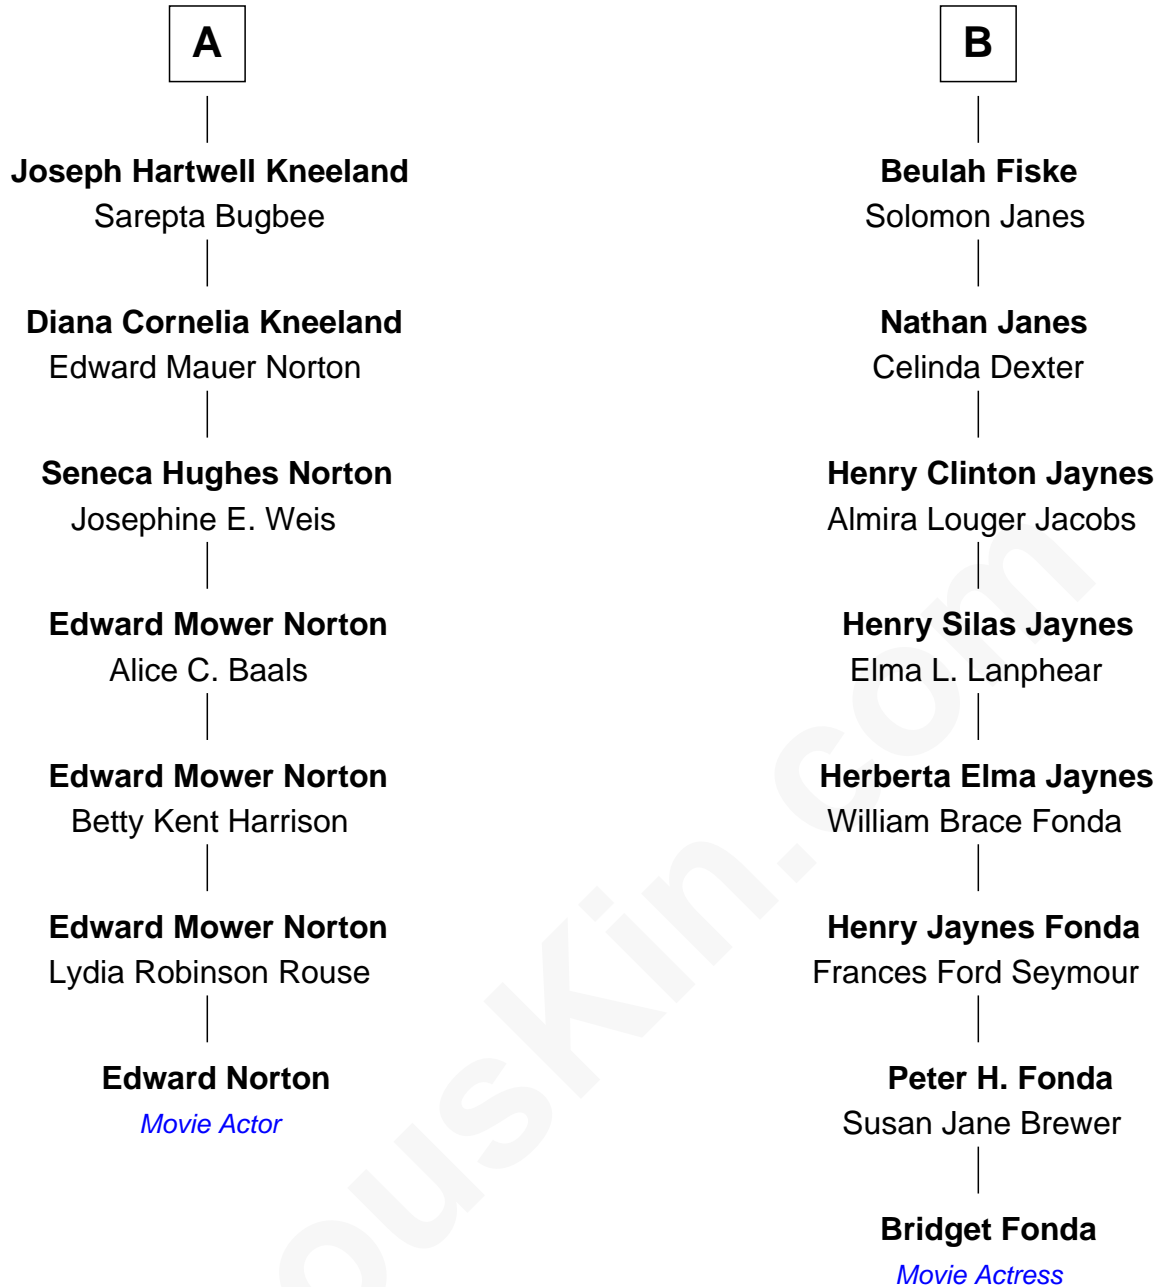 A
Joseph Hartwell Kneeland
Sarepta Bugbee
Diana Cornelia Kneeland
Edward Mauer Norton
Seneca Hughes Norton
Josephine E. Weis
Edward Mower Norton
Alice C. Baals
Edward Mower Norton
Betty Kent Harrison
Edward Mower Norton
Lydia Robinson Rouse
Edward Norton
Movie Actor
B
Beulah Fiske
Solomon Janes
Nathan Janes
Celinda Dexter
Henry Clinton Jaynes
Almira Louger Jacobs
Henry Silas Jaynes
Elma L. Lanphear
Herberta Elma Jaynes
William Brace Fonda
Henry Jaynes Fonda
Frances Ford Seymour
Peter H. Fonda
Susan Jane Brewer
Bridget Fonda
Movie Actress
ousKin.com